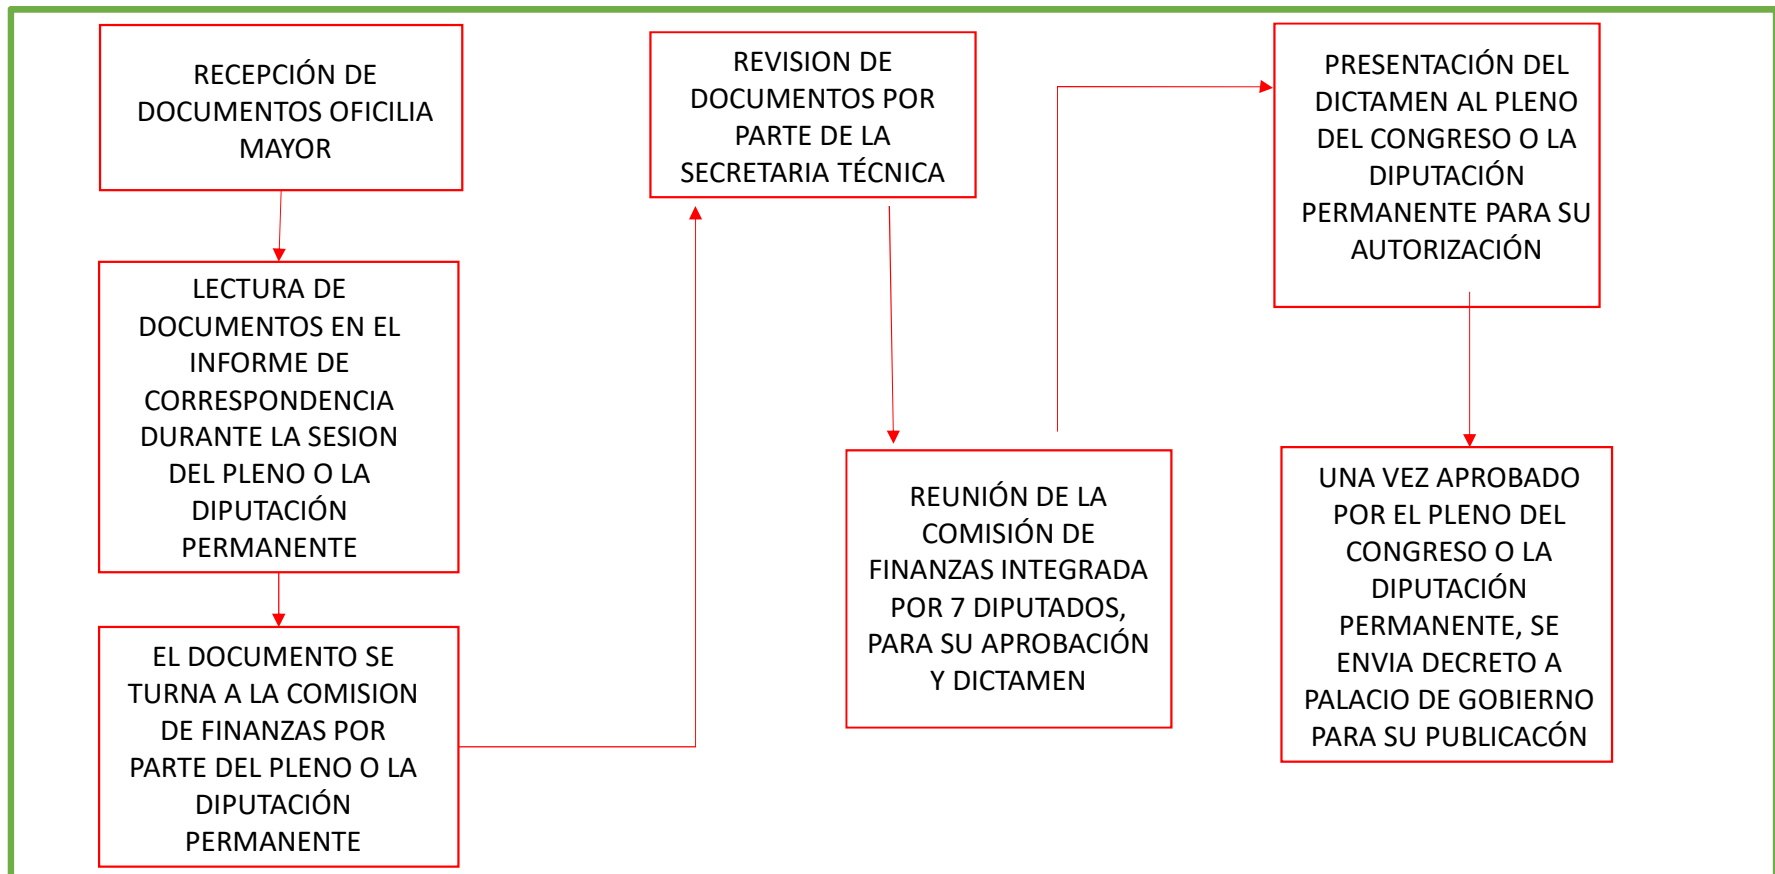 RECEPCIÓN DE
DOCUMENTOS OFICILIA
MAYOR
LECTURA DE
DOCUMENTOS EN EL
INFORME DE
CORRESPONDENCIA
DURANTE LA SESION
DEL PLENO O LA
DIPUTACIÓN
PERMANENTE
EL DOCUMENTO SE
TURNA A LA COMISION
DE FINANZAS POR
PARTE DEL PLENO O LA
DIPUTACIÓN
PERMANENTE
REVISION DE
DOCUMENTOS POR
PARTE DE LA
SECRETARIA TÉCNICA
REUNIÓN DE LA
COMISIÓN DE
FINANZAS INTEGRADA
POR 7 DIPUTADOS,
PARA SU APROBACIÓN
Y DICTAMEN
PRESENTACIÓN DEL
DICTAMEN AL PLENO
DEL CONGRESO O LA
DIPUTACIÓN
PERMANENTE PARA SU
AUTORIZACIÓN
UNA VEZ APROBADO
POR EL PLENO DEL
CONGRESO O LA
DIPUTACIÓN
PERMANENTE, SE
ENVIA DECRETO A
PALACIO DE GOBIERNO
PARA SU PUBLICACÓN